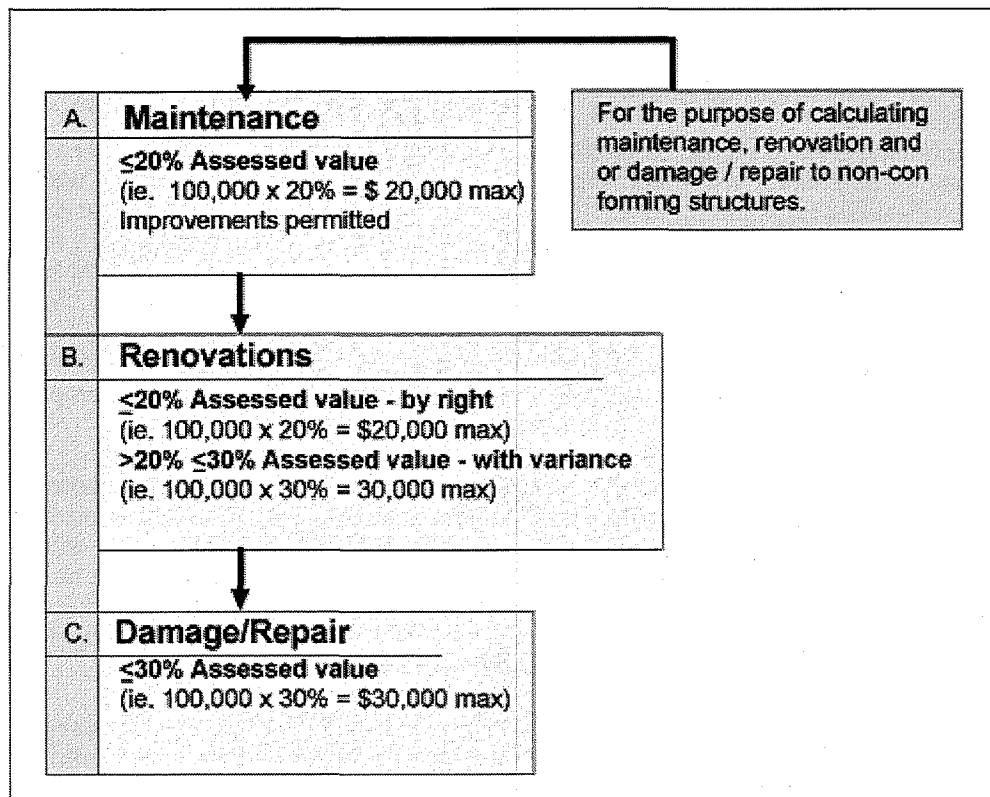 A. Maintenance
≤20% Assessed value
(ie. 100,000 x 20% = $ 20,000 max)
Improvements permitted
For the purpose of calculating
maintenance, renovation and
or damage / repair to non-con
forming structures.
B. Renovations
≤20% Assessed value - by right
(ie. 100,000 x 20% = $20,000 max)
>20% ≤30% Assessed value - with variance
(ie. 100,000 x 30% = 30,000 max)
C. Damage/Repair
≤30% Assessed value
(ie. 100,000 x 30% = $30,000 max)